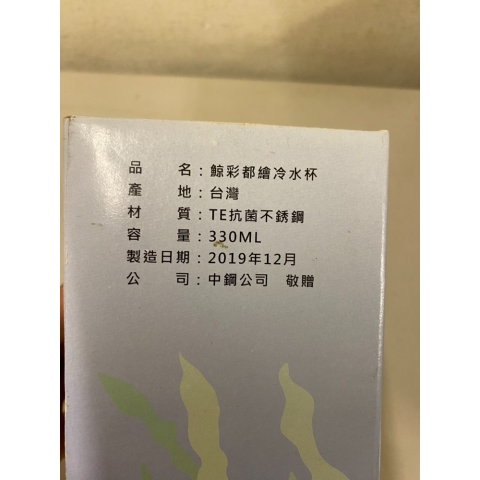 品 名：鯨彩都繪冷水杯
產 地：台灣
材 質：TE抗菌不銹鋼
容 量：330ML
製造日期：2019年12月
公 司：中鋼公司 敬贈